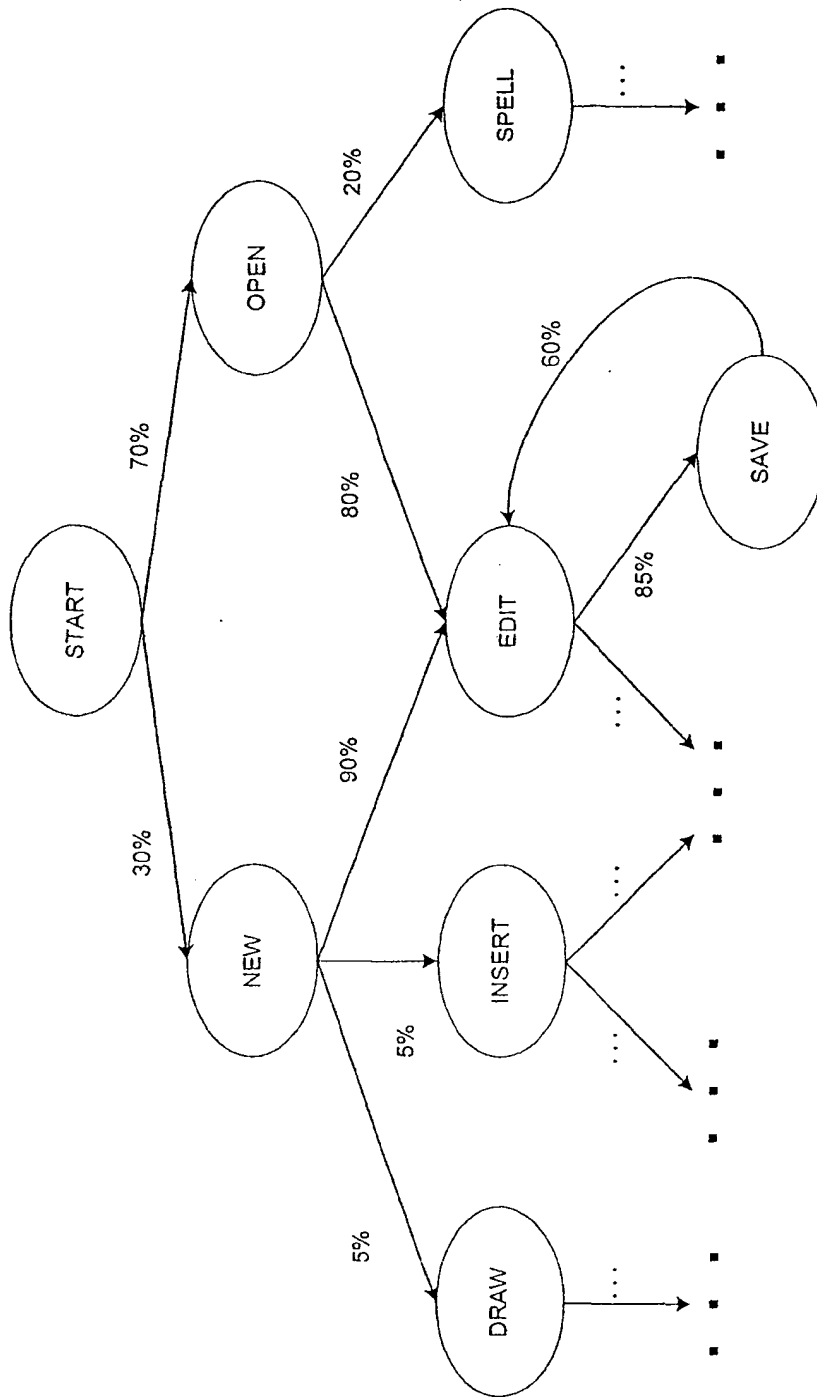 START
30%
70%
NEW
OPEN
5%
5%
90%
80%
20%
DRAW
INSERT
EDIT
SPELL
....
....
....
....
85%
60%
...
SAVE